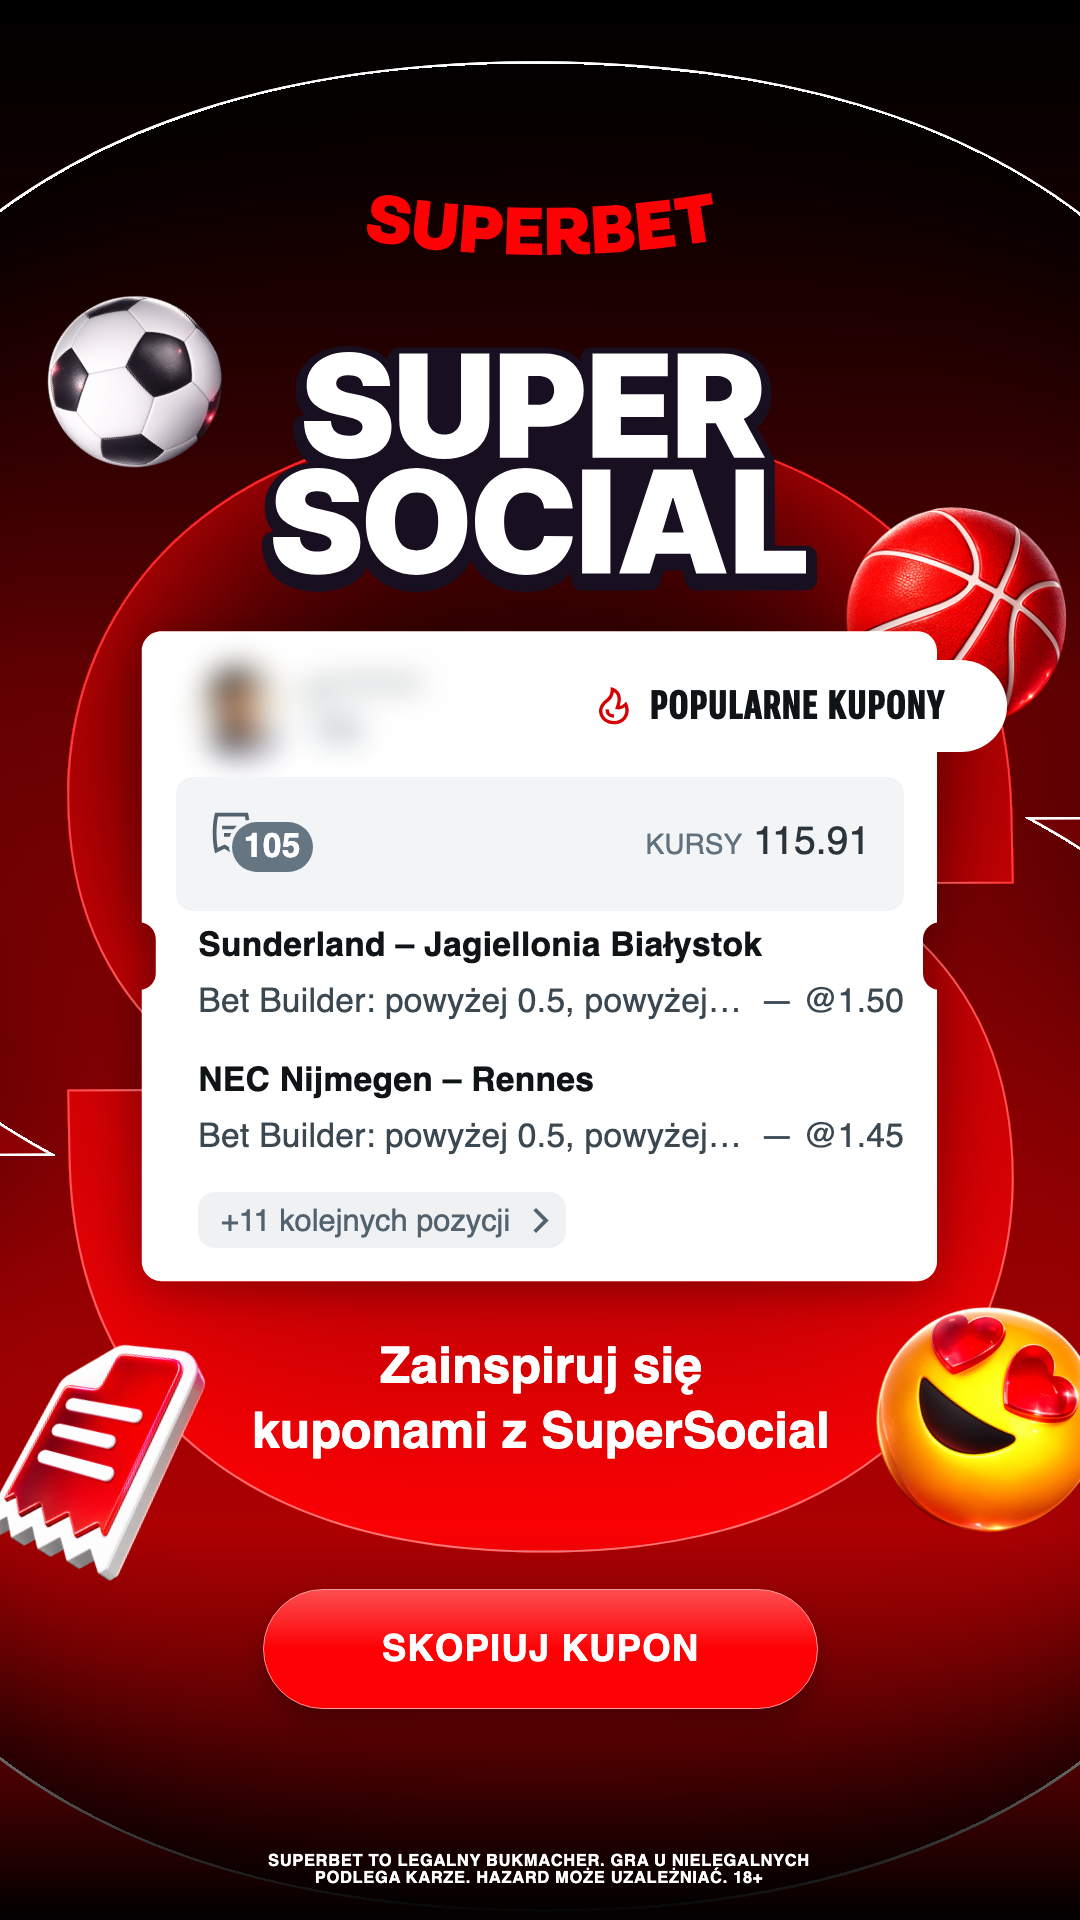 SUPERBET
SUPER
SOCIAL
POPULARNE KUPONY
105
KURSY 115.91
Sunderland – Jagiellonia Białystok
Bet Builder: powyżej 0.5, powyżej... — @1.50
NEC Nijmegen – Rennes
Bet Builder: powyżej 0.5, powyżej... — @1.45
+11 kolejnych pozycji
Zainspiruj się
kuponami z SuperSocial
SKOPIUJ KUPON
SUPERBET TO LEGALNY BUKMACHER. GRA U NIELEGALNYCH
PODLEGA KARZE. HAZARD MOŻE UZALEŻNIAĆ. 18+